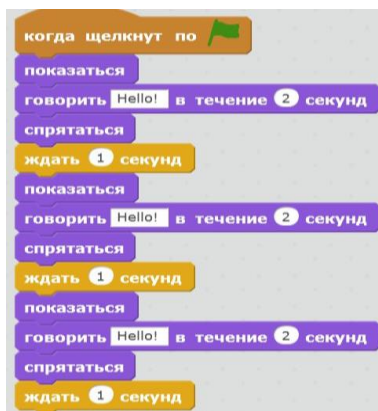 когда щелкнут по
показаться
говорить Hello! в течение 2 секунд
спрятаться
ждать 1 секунд
показаться
говорить Hello! в течение 2 секунд
спрятаться
ждать 1 секунд
показаться
говорить Hello! в течение 2 секунд
спрятаться
ждать 1 секунд